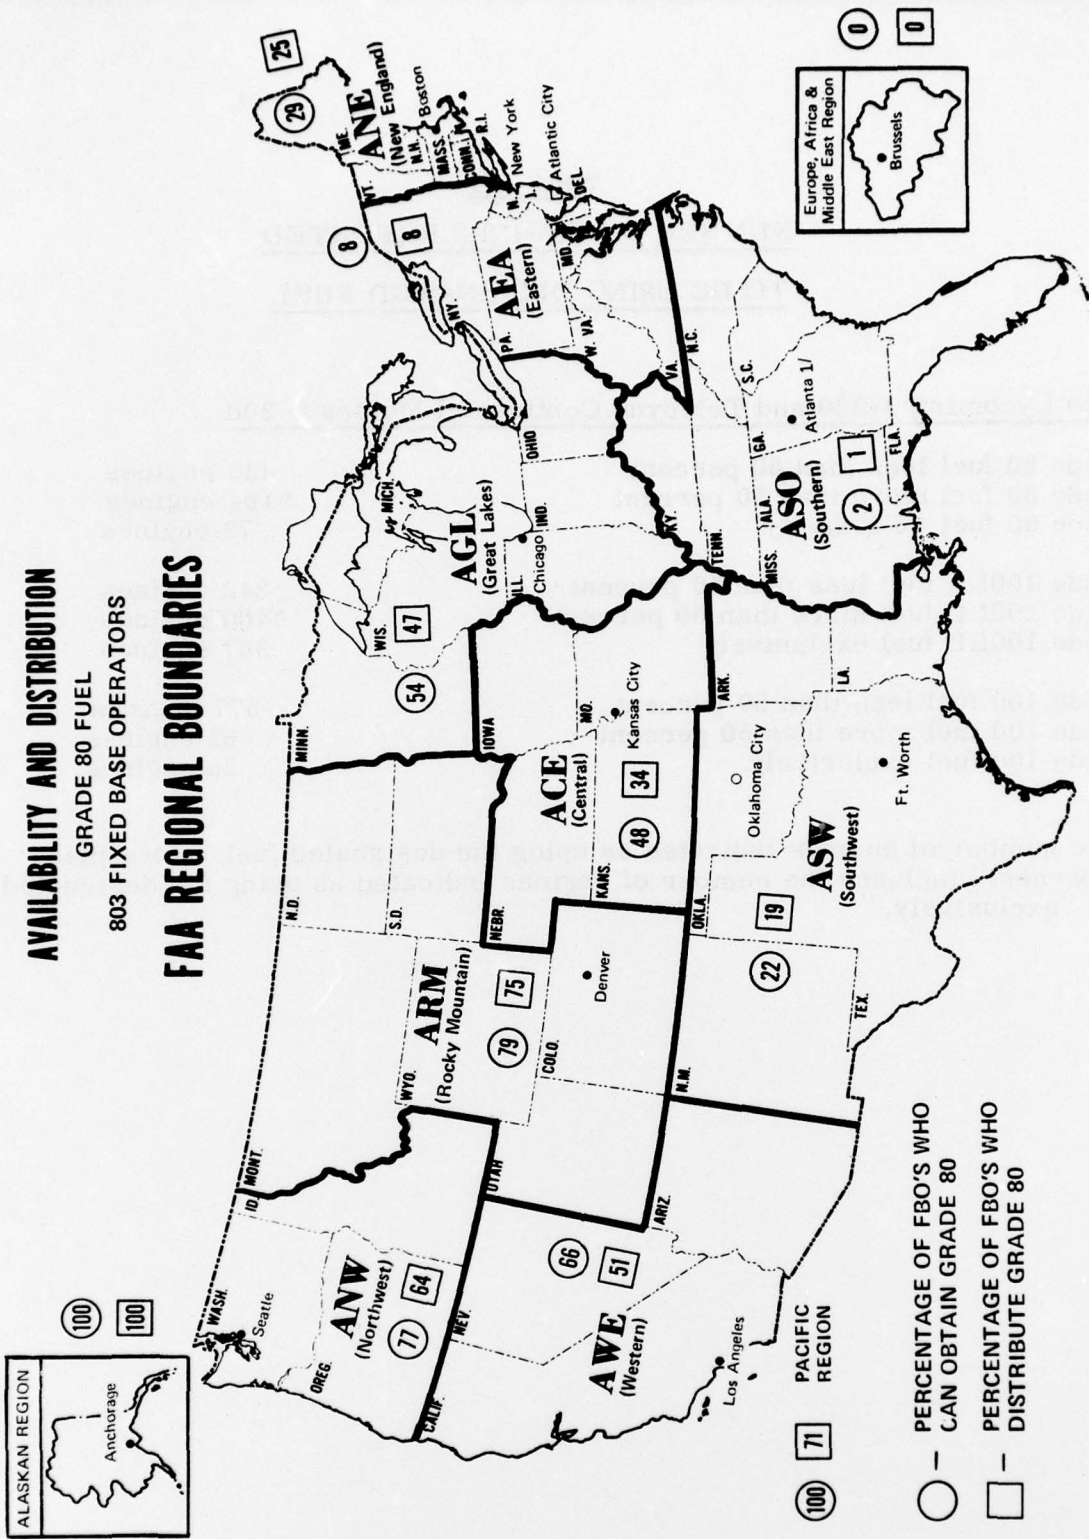 AVAILABILITY AND DISTRIBUTION
GRADE 80 FUEL
803 FIXED BASE OPERATORS
FAA REGIONAL BOUNDARES
ALASKAN REGION
Anchorage
100
100
WASH.
Seatle
OREG.
ID.
MONT.
ANW
(Northwest)
77
64
CALIF.
NEV.
UTAH
ARIZ.
AWE
(Western)
66
51
Los Angeles
WYO.
ARM
(Rocky Mountain)
79
75
COLO.
Denver
N.D.
S.D.
NEBR.
N.M.
TEX.
OKLA.
22
19
ASW
(Southwest)
Oklahoma City
Ft. Worth
ARK.
LA.
KANS.
ACE
(Central)
48
34
MO.
Kansas City
IOWA
MINN.
WIS.
54
47
AGL
(Great Lakes)
MICH.
ILL.
Chicago
IND.
OHIO
KY.
TENN.
MISS.
ALA.
GA.
FLA.
S.C.
N.C.
ASO
(Southern)
2
1
Atlanta 1/
VA.
W. VA.
MD.
DEL.
PA.
N.Y.
N. J.
AEA
(Eastern)
8
8
New York
Atlantic City
VT.
ME.
ANE
(New England)
N.H.
MASS.
CONN.
R.I.
Boston
29
25
Europe, Africa &
Middle East Region
Brussels
0
0
100
71
PACIFIC
REGION
– PERCENTAGE OF FBO'S WHO
CAN OBTAIN GRADE 80
– PERCENTAGE OF FBO'S WHO
DISTRIBUTE GRADE 80